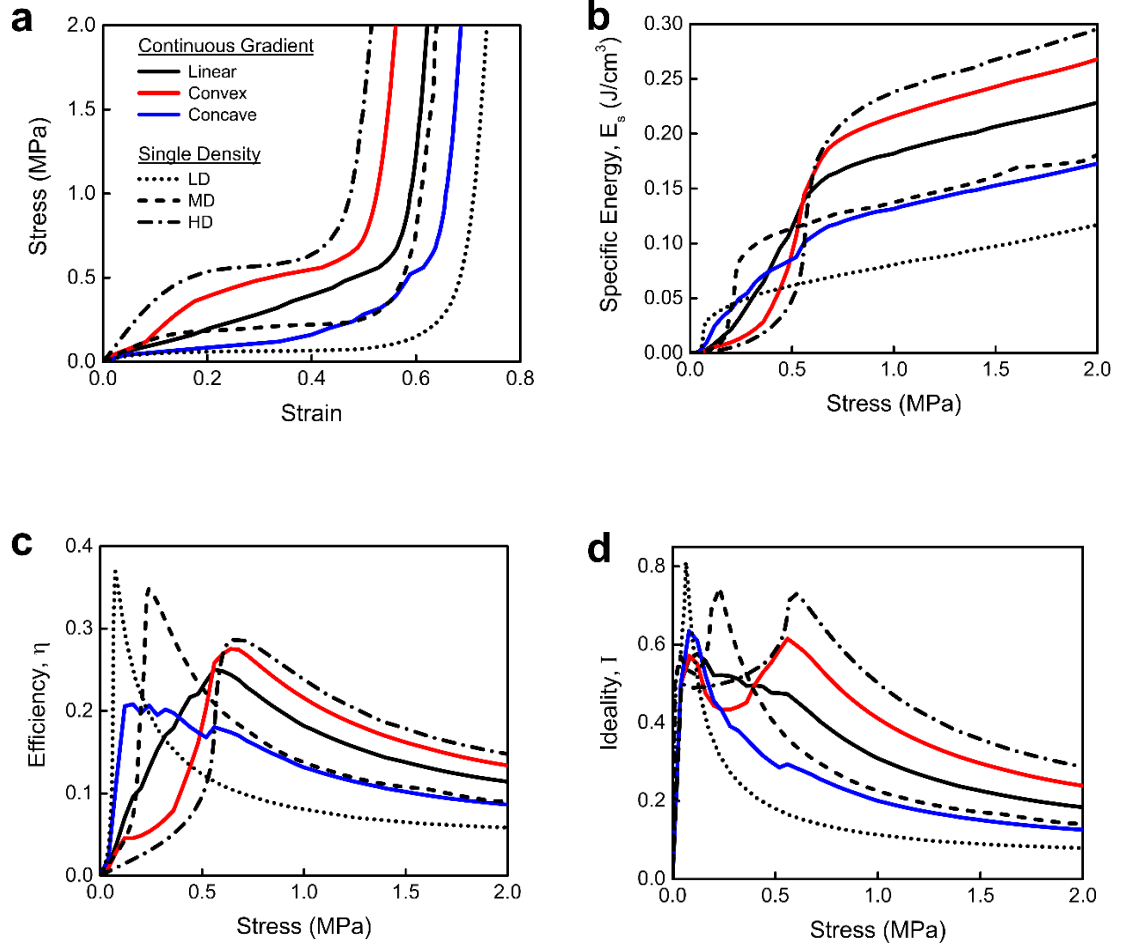 a
2.0
1.5
1.0
0.5
0.0
Stress (MPa)
Continuous Gradient
Linear
Convex
Concave
Single Density
LD
MD
HD
0.0 0.2 0.4 0.6 0.8
Strain
b
0.30
0.25
0.20
0.15
0.10
0.05
0.00
Specific Energy, E_s (J/cm³)
0.0 0.5 1.0 1.5 2.0
Stress (MPa)
c
0.4
0.3
0.2
0.1
0.0
Efficiency, η
0.0 0.5 1.0 1.5 2.0
Stress (MPa)
d
0.8
0.6
0.4
0.2
0.0
Ideality, I
0.0 0.5 1.0 1.5 2.0
Stress (MPa)